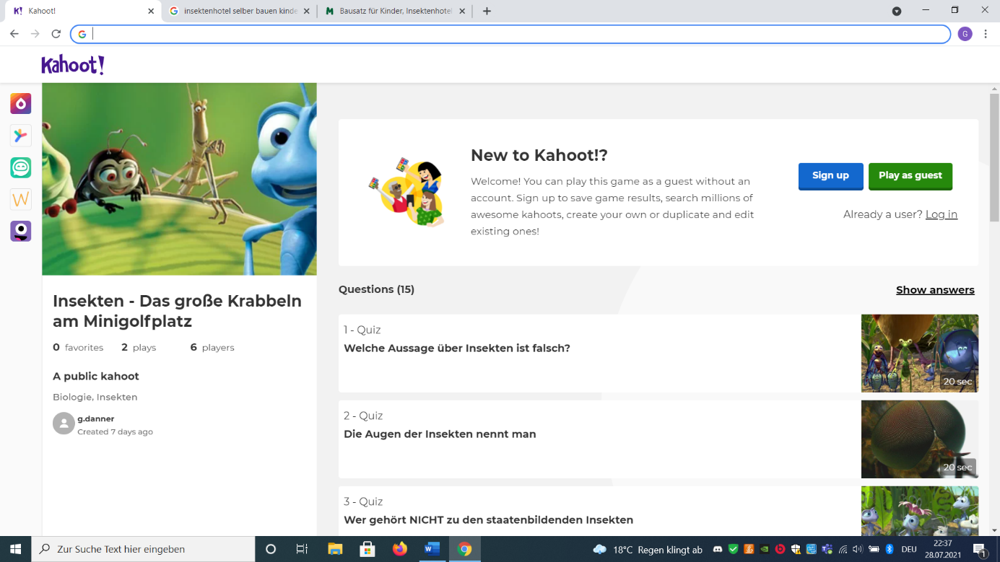 K! Kahoot!
insektenhotel selber bauen kinde
Bausatz für Kinder, Insektenhotel
G
Kahoot!
W
New to Kahoot!?
Welcome! You can play this game as a guest without an
account. Sign up to save game results, search millions of
awesome kahoots, create your own or duplicate and edit
existing ones!
Sign up
Play as guest
Already a user? Log in
Insekten - Das große Krabbeln
am Minigolfplatz
0 favorites 2 plays 6 players
A public kahoot
Biologie, Insekten
g.danner
Created 7 days ago
Questions (15)
Show answers
1 - Quiz
Welche Aussage über Insekten ist falsch?
20 sec
2 - Quiz
Die Augen der Insekten nennt man
20 sec
3 - Quiz
Wer gehört NICHT zu den staatenbildenden Insekten
Zur Suche Text hier eingeben
18°C Regen klingt ab
DEU
22:37
28.07.2021
1